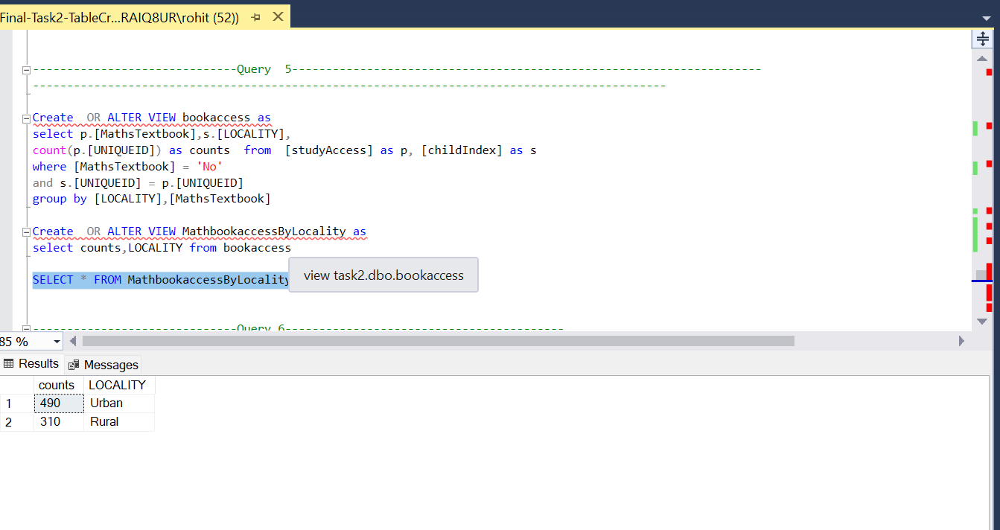 Final-Task2-TableCr...RAIQ8UR\rohit (52))
------------------------------Query  5---------------------------------------------------------------------
---------------------------------------------------------------------------------------------
Create  OR ALTER VIEW bookaccess as
select p.[MathsTextbook],s.[LOCALITY],
count(p.[UNIQUEID]) as counts  from  [studyAccess] as p, [childIndex] as s
where [MathsTextbook] = 'No'
and s.[UNIQUEID] = p.[UNIQUEID]
group by [LOCALITY],[MathsTextbook]
Create  OR ALTER VIEW MathbookaccessByLocality as
select counts,LOCALITY from bookaccess
SELECT * FROM MathbookaccessByLocality
view task2.dbo.bookaccess
------------------------------Query 6-----------------------------------------
85 %
Results Messages
counts LOCALITY
1 490 Urban
2 310 Rural